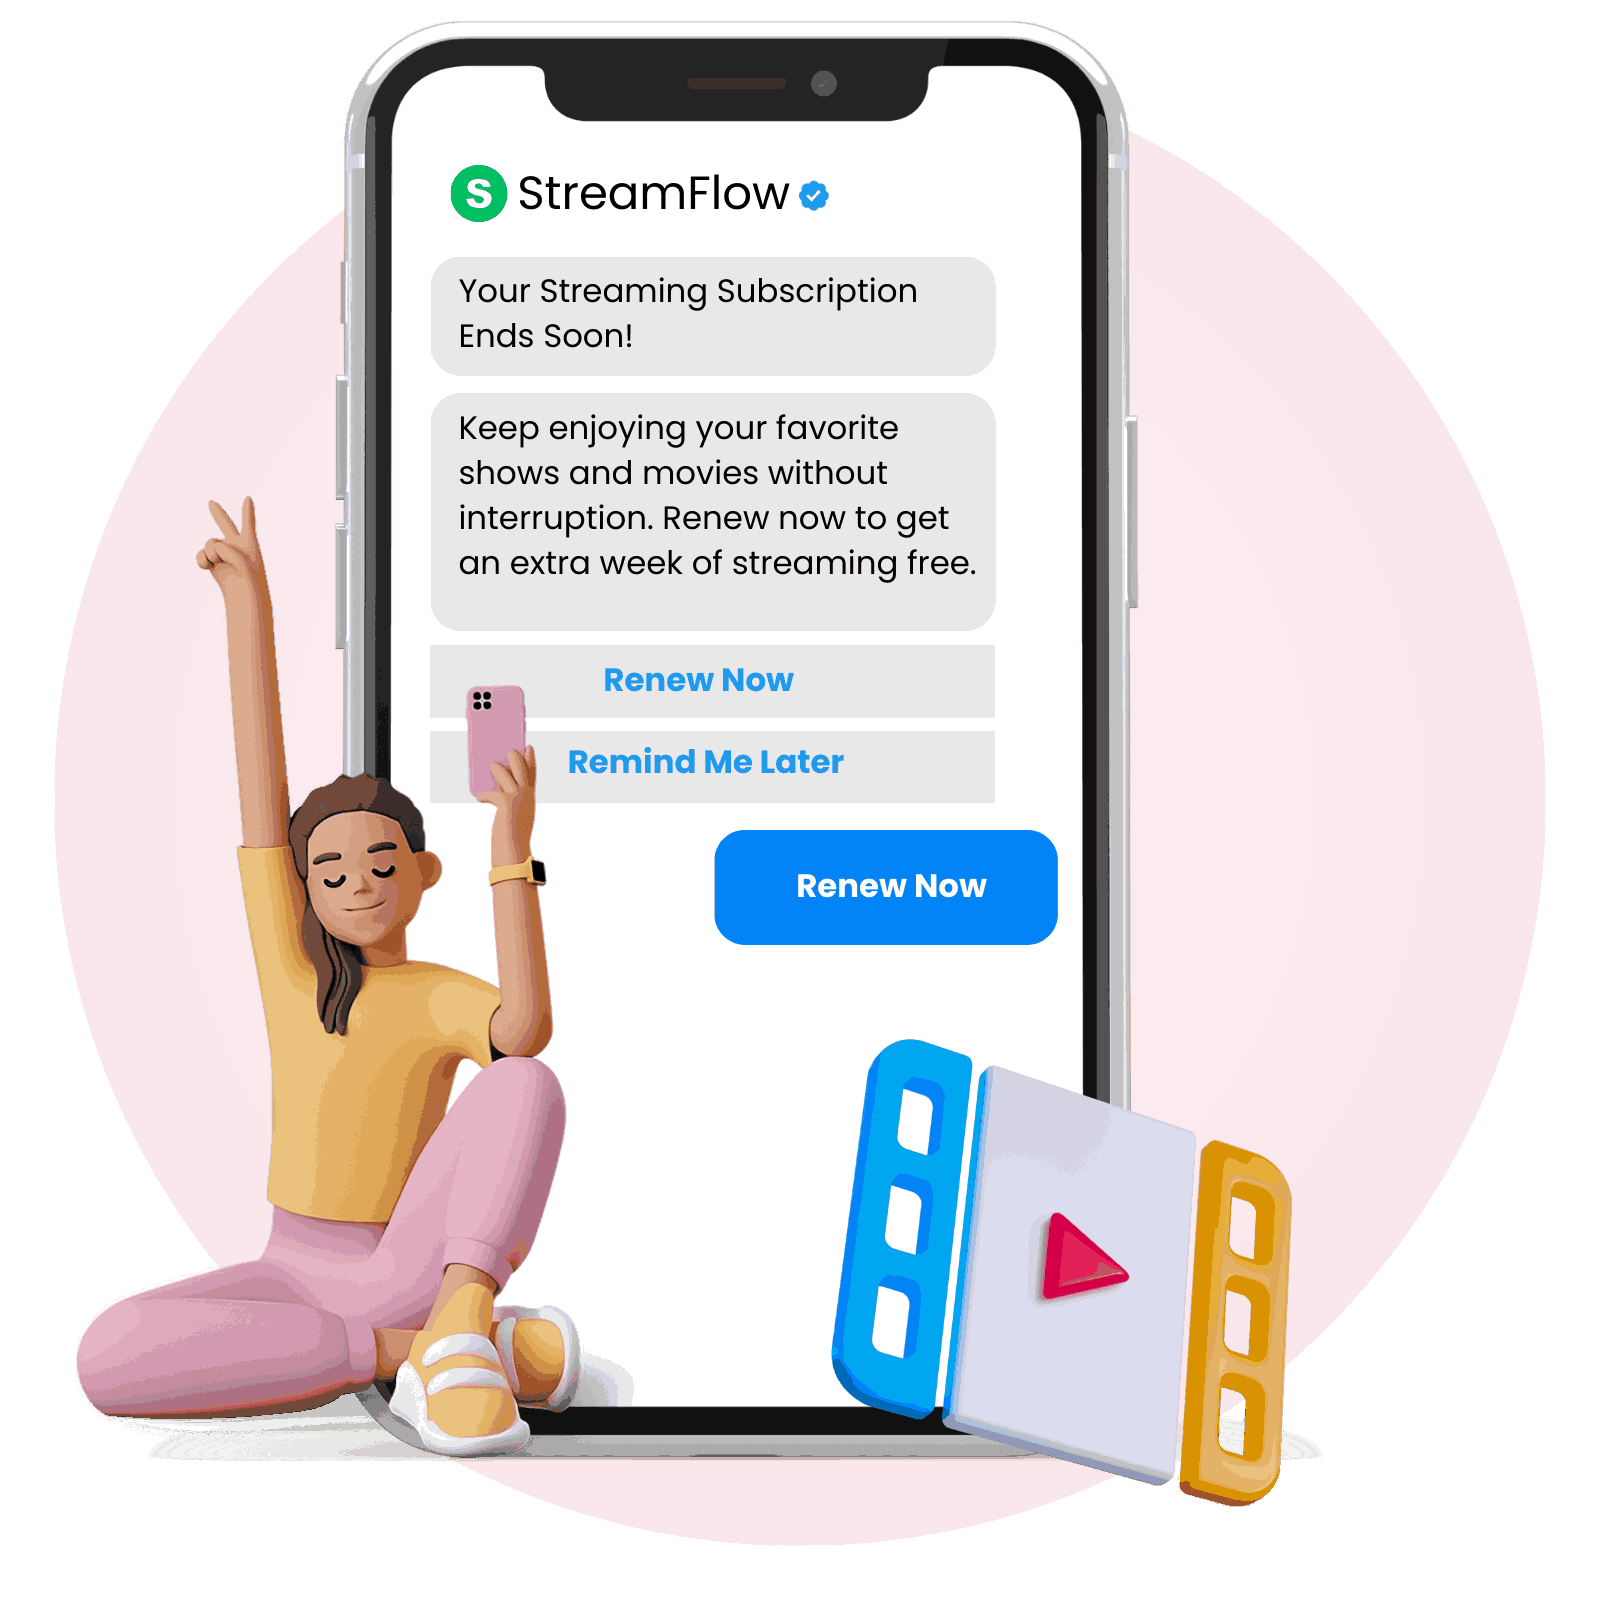 S StreamFlow
Your Streaming Subscription
Ends Soon!
Keep enjoying your favorite
shows and movies without
interruption. Renew now to get
an extra week of streaming free.
Renew Now
Remind Me Later
Renew Now